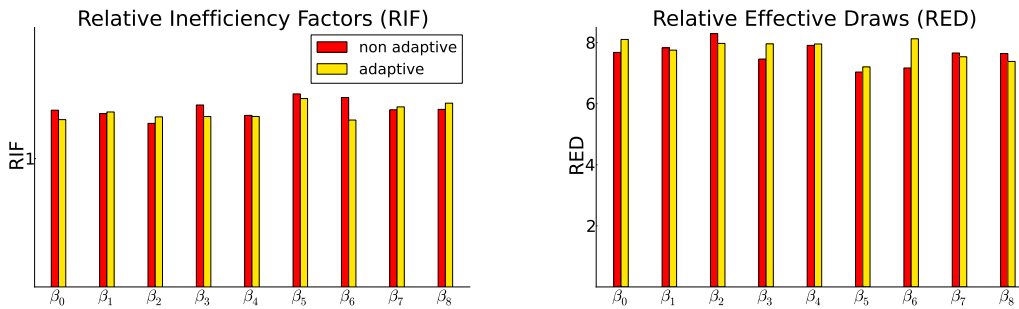 Relative Inefficiency Factors (RIF)
non adaptive
adaptive
RIF
1
β₀ β₁ β₂ β₃ β₄ β₅ β₆ β₇ β₈
Relative Effective Draws (RED)
8
6
RED
4
2
β₀ β₁ β₂ β₃ β₄ β₅ β₆ β₇ β₈